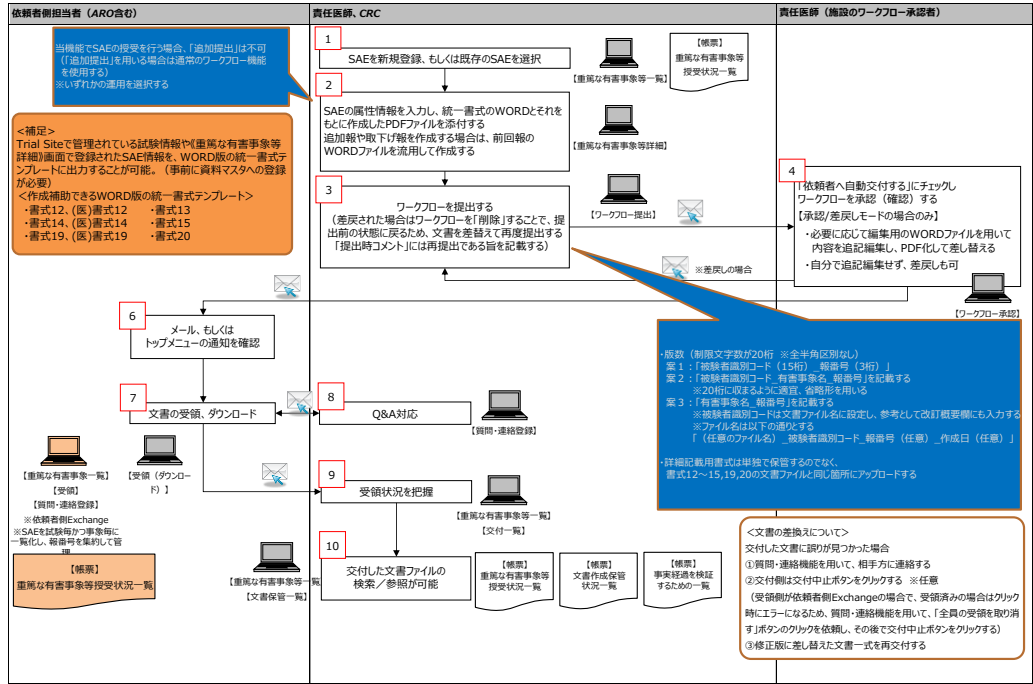 依頼者側担当者（ARO含む）
責任医師、CRC
責任医師（施設のワークフロー承認者）
当機能でSAEの授受を行う場合、「追加提出」は不可
（「追加提出」を用いる場合は通常のワークフロー機能
を使用する）
※いずれかの運用を選択する
<補足>
Trial Siteで管理されている試験情報や《重篤な有害事象等
詳細》画面で登録されたSAE情報を、WORD版の統一書式テ
ンプレートに出力することが可能。（事前に資料マスタへの登録
が必要）
＜作成補助できるWORD版の統一書式テンプレート＞
・書式12、(医)書式12 ・書式13
・書式14、(医)書式14 ・書式15
・書式19、(医)書式19 ・書式20
1
SAEを新規登録、もしくは既存のSAEを選択
【重篤な有害事象等一覧】
【帳票】
重篤な有害事象等
授受状況一覧
2
SAEの属性情報を入力し、統一書式のWORDとそれを
もとに作成したPDFファイルを添付する
追加報や取下げ報を作成する場合は、前回報の
WORDファイルを流用して作成する
【重篤な有害事象等詳細】
3
ワークフローを提出する
（差戻された場合はワークフローを「削除」することで、提
出前の状態に戻るため、文書を差替えて再度提出する
「提出時コメント」には再提出である旨を記載する）
【ワークフロー提出】
4
「依頼者へ自動交付する」にチェックし
ワークフローを承認（確認）する
【承認/差戻しモードの場合のみ】
・必要に応じて編集用のWORDファイルを用いて
内容を追記編集し、PDF化して差し替える
・自分で追記編集せず、差戻しも可
※差戻しの場合
【ワークフロー承認】
6
メール、もしくは
トップメニューの通知を確認
・版数（制限文字数が20桁 ※全半角区別なし）
案１：「被験者識別コード（15桁）_報番号（3桁）」
案２：「被験者識別コード_有害事象名_報番号」を記載する
※20桁に収まるように適宜、省略形を用いる
案３：「有害事象名_報番号」を記載する
※被験者識別コードは文書ファイル名に設定し、参考として改訂概要欄にも入力する
※ファイル名は以下の通りとする
「（任意のファイル名）_被験者識別コード_報番号（任意）_作成日（任意）」
・詳細記載用書式は単独で保管するのでなく、
書式12～15,19,20の文書ファイルと同じ箇所にアップロードする
7
文書の受領、ダウンロード
8
Q&A対応
【質問・連絡登録】
【重篤な有害事象一覧】
【受領】
【質問・連絡登録】
※依頼者側Exchange
※SAEを試験毎かつ事象毎に
一覧化し、報番号を集約して管
理
【受領（ダウンロー
ド）】
9
受領状況を把握
【重篤な有害事象等一覧】
【交付一覧】
【帳票】
重篤な有害事象等授受状況一覧
10
交付した文書ファイルの
検索／参照が可能
【重篤な有害事象等一覧】
【文書保管一覧】
【帳票】
重篤な有害事象等
授受状況一覧
【帳票】
文書作成保管
状況一覧
【帳票】
事実経過を検証
するための一覧
＜文書の差換えについて＞
交付した文書に誤りが見つかった場合
①質問・連絡機能を用いて、相手方に連絡する
②交付側は交付中止ボタンをクリックする ※任意
（受領側が依頼者側Exchangeの場合で、受領済みの場合はクリック
時にエラーになるため、質問・連絡機能を用いて、「全員の受領を取り消
す」ボタンのクリックを依頼し、その後で交付中止ボタンをクリックする）
③修正版に差し替えた文書一式を再交付する